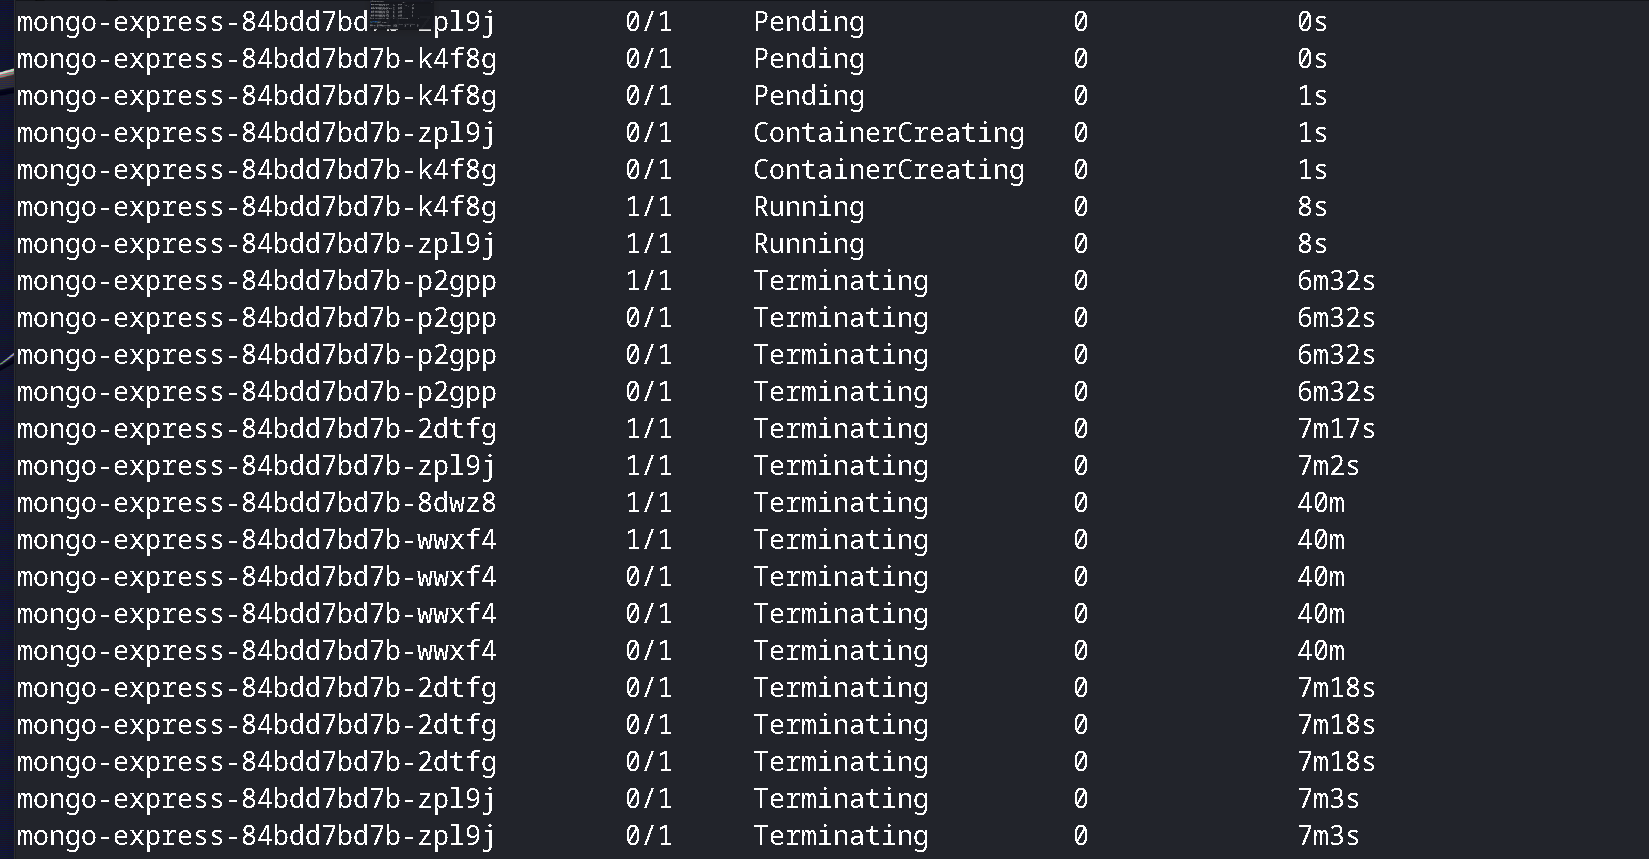 mongo-express-84bdd7bd zpl9j 0/1 Pending 0 0s
mongo-express-84bdd7bd7b-k4f8g 0/1 Pending 0 0s
mongo-express-84bdd7bd7b-k4f8g 0/1 Pending 0 1s
mongo-express-84bdd7bd7b-zpl9j 0/1 ContainerCreating 0 1s
mongo-express-84bdd7bd7b-k4f8g 0/1 ContainerCreating 0 1s
mongo-express-84bdd7bd7b-k4f8g 1/1 Running 0 8s
mongo-express-84bdd7bd7b-zpl9j 1/1 Running 0 8s
mongo-express-84bdd7bd7b-p2gpp 1/1 Terminating 0 6m32s
mongo-express-84bdd7bd7b-p2gpp 0/1 Terminating 0 6m32s
mongo-express-84bdd7bd7b-p2gpp 0/1 Terminating 0 6m32s
mongo-express-84bdd7bd7b-p2gpp 0/1 Terminating 0 6m32s
mongo-express-84bdd7bd7b-2dtfg 1/1 Terminating 0 7m17s
mongo-express-84bdd7bd7b-zpl9j 1/1 Terminating 0 7m2s
mongo-express-84bdd7bd7b-8dwz8 1/1 Terminating 0 40m
mongo-express-84bdd7bd7b-wwxf4 1/1 Terminating 0 40m
mongo-express-84bdd7bd7b-wwxf4 0/1 Terminating 0 40m
mongo-express-84bdd7bd7b-wwxf4 0/1 Terminating 0 40m
mongo-express-84bdd7bd7b-wwxf4 0/1 Terminating 0 40m
mongo-express-84bdd7bd7b-2dtfg 0/1 Terminating 0 7m18s
mongo-express-84bdd7bd7b-2dtfg 0/1 Terminating 0 7m18s
mongo-express-84bdd7bd7b-2dtfg 0/1 Terminating 0 7m18s
mongo-express-84bdd7bd7b-zpl9j 0/1 Terminating 0 7m3s
mongo-express-84bdd7bd7b-zpl9j 0/1 Terminating 0 7m3s